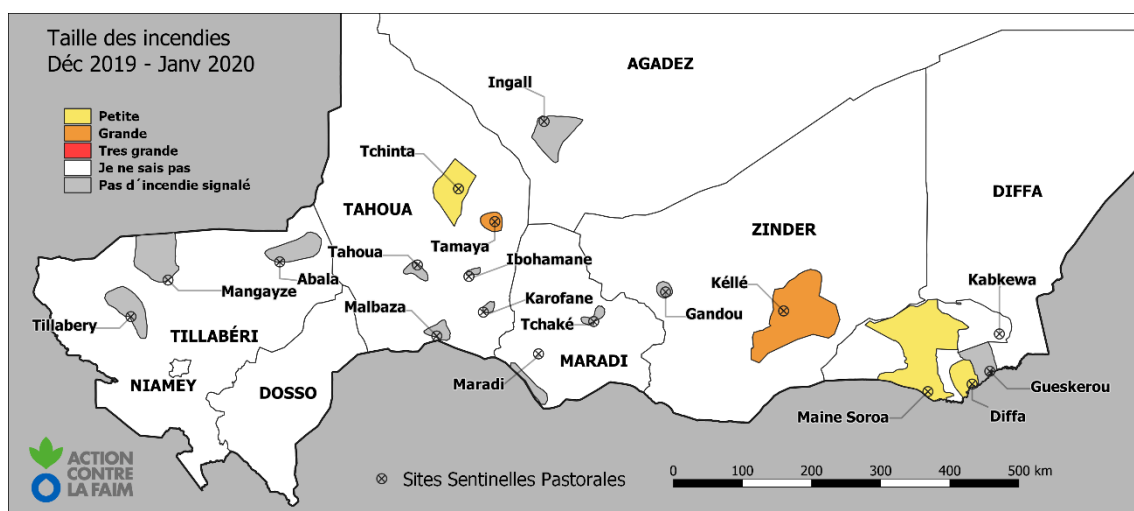 Taille des incendies
Déc 2019 - Janv 2020
Petite
Grande
Tres grande
Je ne sais pas
Pas d´incendie signalé
AGADEZ
Ingall
Tchinta
DIFFA
TAHOUA
ZINDER
Tamaya
Tahoua
Ibohamane
Abala
Mangayze
Kéllé
Kabkewa
Malbaza
Karofane
Gandou
Tillabery
TILLABÉRI
Tchaké
MARADI
Maradi
NIAMEY
DOSSO
Gueskerou
Maine Soroa
Diffa
ACTION
CONTRE
LA FAIM
Sites Sentinelles Pastorales
0 100 200 300 400 500 km